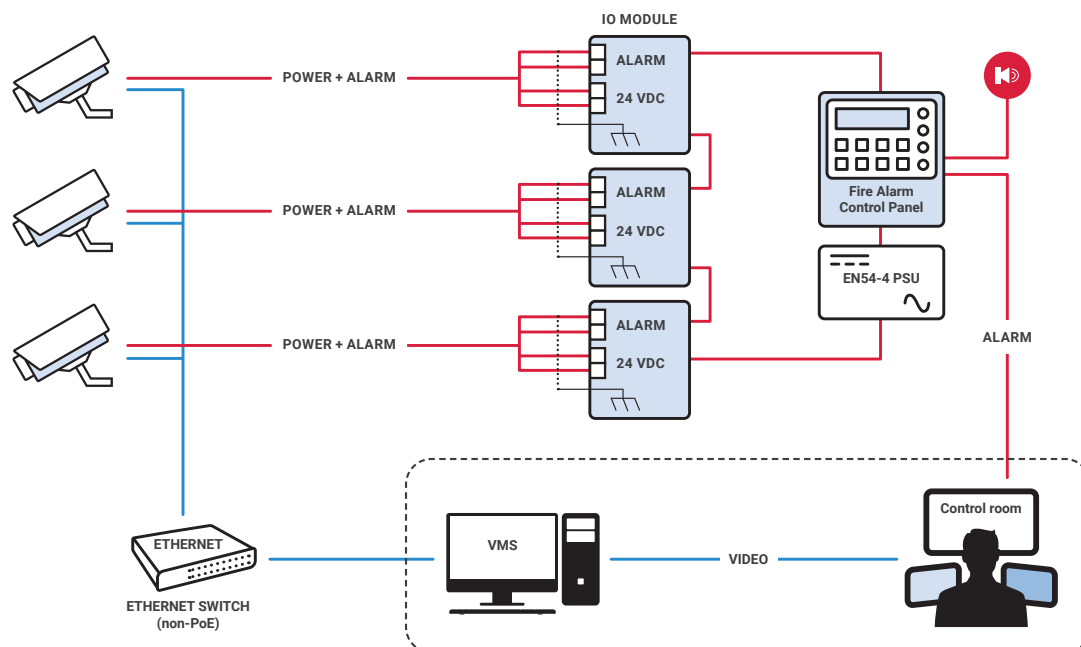 IO MODULE
POWER + ALARM
ALARM
24 VDC
Fire Alarm
Control Panel
POWER + ALARM
ALARM
24 VDC
EN54-4 PSU
POWER + ALARM
ALARM
24 VDC
ALARM
Control room
ETHERNET
VMS
VIDEO
ETHERNET SWITCH
(non-PoE)